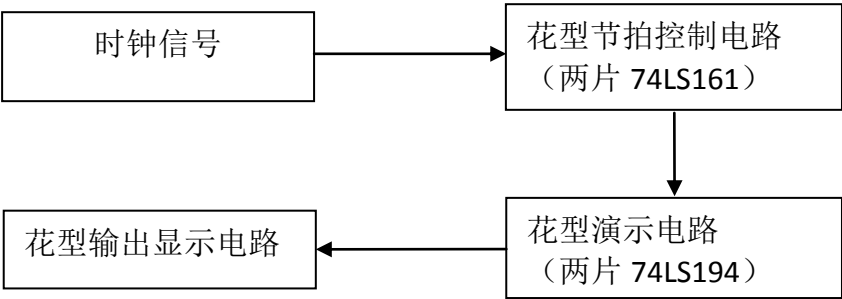 时钟信号
花型节拍控制电路
（两片 74LS161）
花型输出显示电路
花型演示电路
（两片 74LS194）